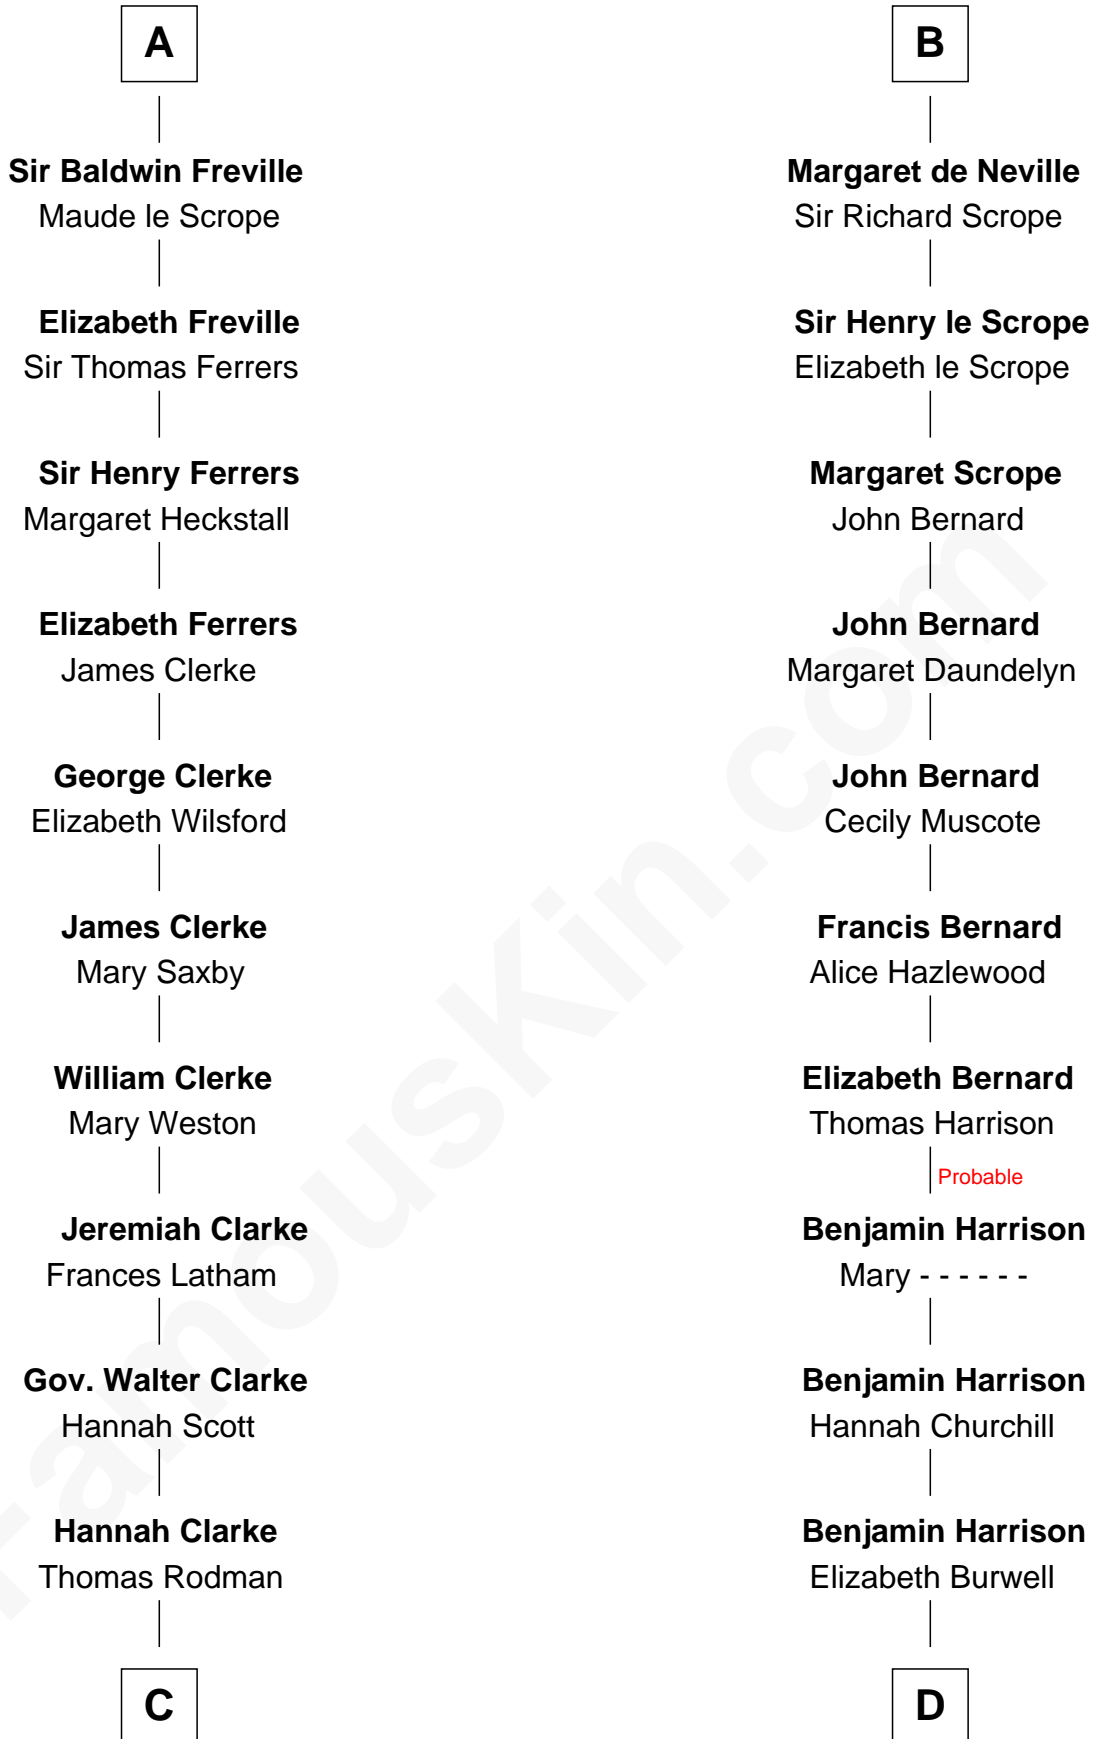 A
Sir Baldwin Freville
Maude le Scrope
Elizabeth Freville
Sir Thomas Ferrers
Sir Henry Ferrers
Margaret Heckstall
Elizabeth Ferrers
James Clerke
George Clerke
Elizabeth Wilsford
James Clerke
Mary Saxby
William Clerke
Mary Weston
Jeremiah Clarke
Frances Latham
Gov. Walter Clarke
Hannah Scott
Hannah Clarke
Thomas Rodman
C
B
Margaret de Neville
Sir Richard Scrope
Sir Henry le Scrope
Elizabeth le Scrope
Margaret Scrope
John Bernard
John Bernard
Margaret Daundelyn
John Bernard
Cecily Muscote
Francis Bernard
Alice Hazlewood
Elizabeth Bernard
Thomas Harrison
Probable
Benjamin Harrison
Mary - - - - - -
Benjamin Harrison
Hannah Churchill
Benjamin Harrison
Elizabeth Burwell
D
FamousKin.com